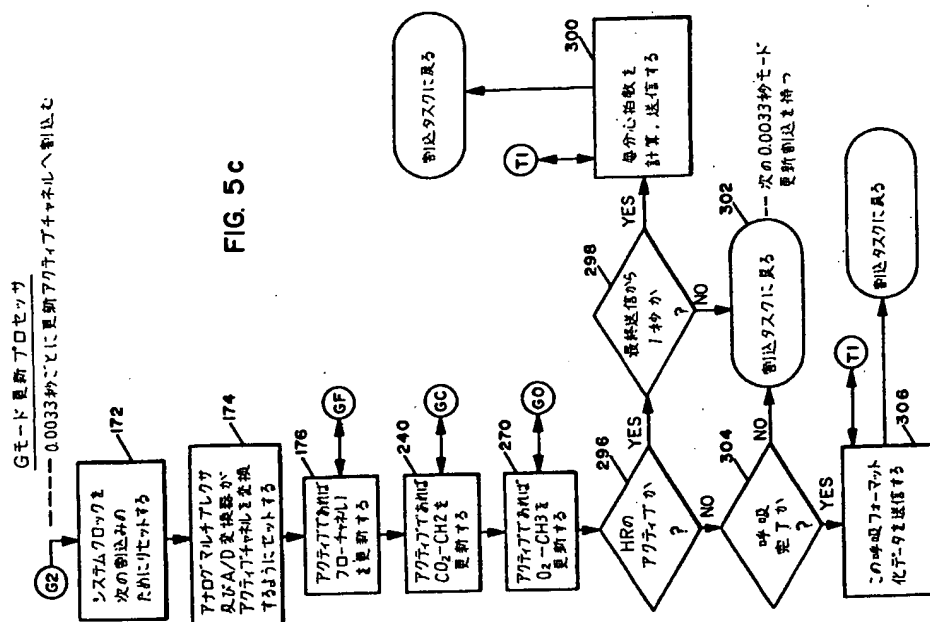 Gモード更新プロセッサ
G2
0.0033秒ごとに更新アクティブチャネルへ割込む
172
システムクロックを
次の割込みの
ためにリセットする
174
アナログマルチプレクサ
及びA/D変換器が
アクティブチャネルを変換
するようにセットする
176
アクティブであれば
フローチャネル1
を更新する
GF
240
アクティブであれば
CO₂-CH2を
更新する
GC
270
アクティブであれば
O₂-CH3を
更新する
GO
296
HRの
アクティブか
?
YES
NO
298
最終送信から
1秒か
?
YES
NO
300
毎分心拍数を
計算,送信する
T1
割込タスクに戻る
302
割込タスクに戻る
次の0.0033秒モード
更新割込を待つ
304
呼吸
完了か
?
NO
YES
306
この呼吸フォーマット
化データを送信する
T1
割込タスクに戻る
FIG. 5c